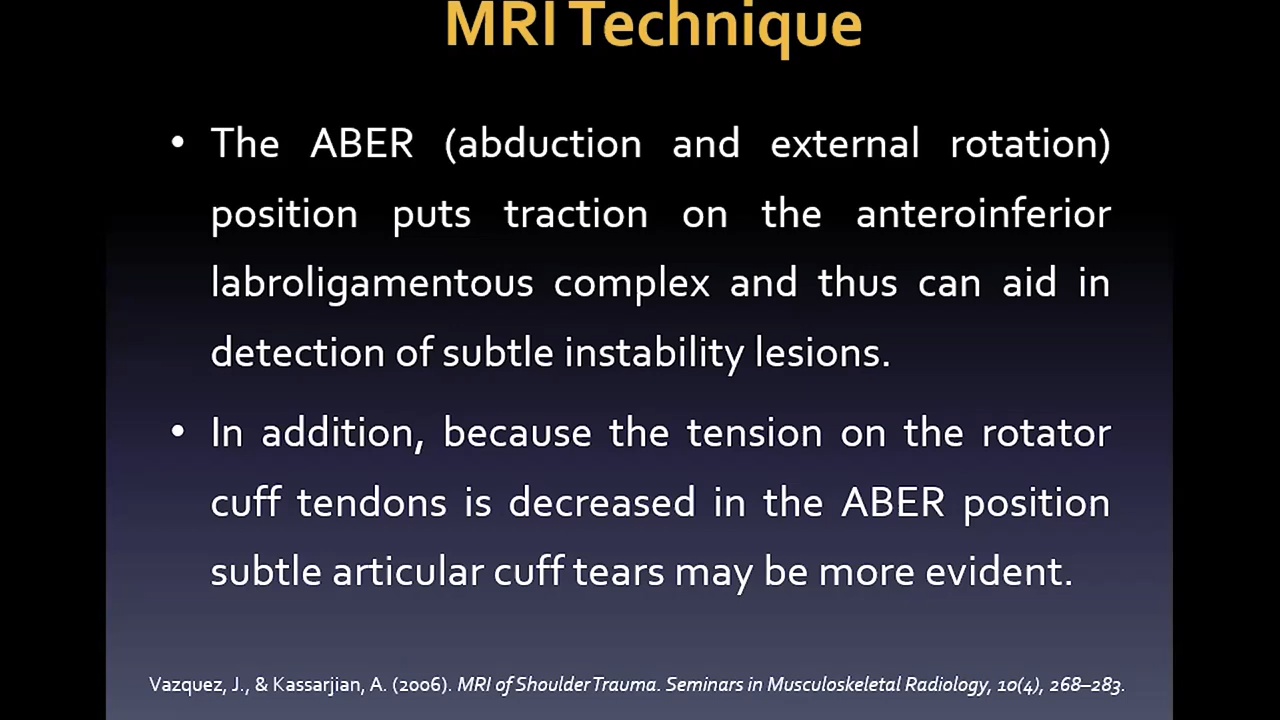 MRI Technique
• The ABER (abduction and external rotation)
position puts traction on the anteroinferior
labroligamentous complex and thus can aid in
detection of subtle instability lesions.
• In addition, because the tension on the rotator
cuff tendons is decreased in the ABER position
subtle articular cuff tears may be more evident.
Vazquez, J., & Kassarjian, A. (2006). MRI of Shoulder Trauma. Seminars in Musculoskeletal Radiology, 10(4), 268–283.